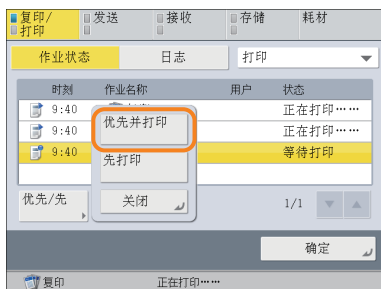 复印/ 发送 接收 存储 耗材
打印
作业状态 日志 打印
时刻 作业名称 用户 状态
9:40 正在打印……
9:40 正在打印……
9:40 等待打印
优先并打印
先打印
关闭
优先/先 1/1
确定
复印 正在打印……